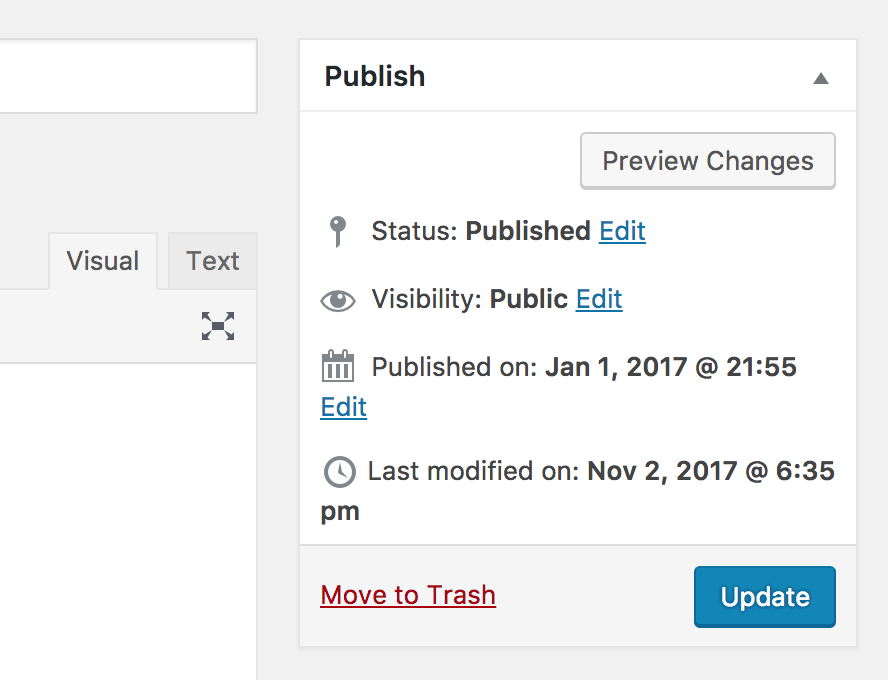 Publish
Preview Changes
Visual
Text
Status: Published Edit
Visibility: Public Edit
Published on: Jan 1, 2017 @ 21:55
Edit
Last modified on: Nov 2, 2017 @ 6:35
pm
Move to Trash
Update